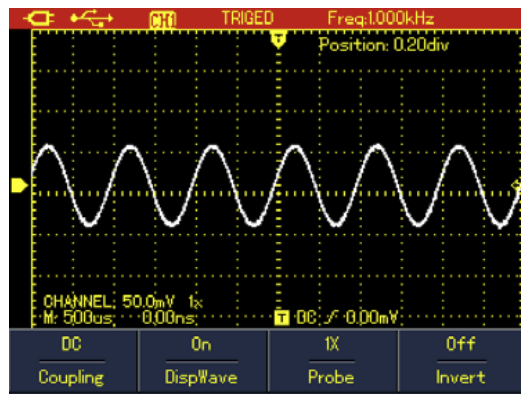 CH1 TRIGED Freq:1.000kHz
T
Position: 0.20div
CHANNEL: 50.0mV 1x
M: 500us 0.00ns T DC 0.00mV
DC On 1X Off
Coupling DispWave Probe Invert